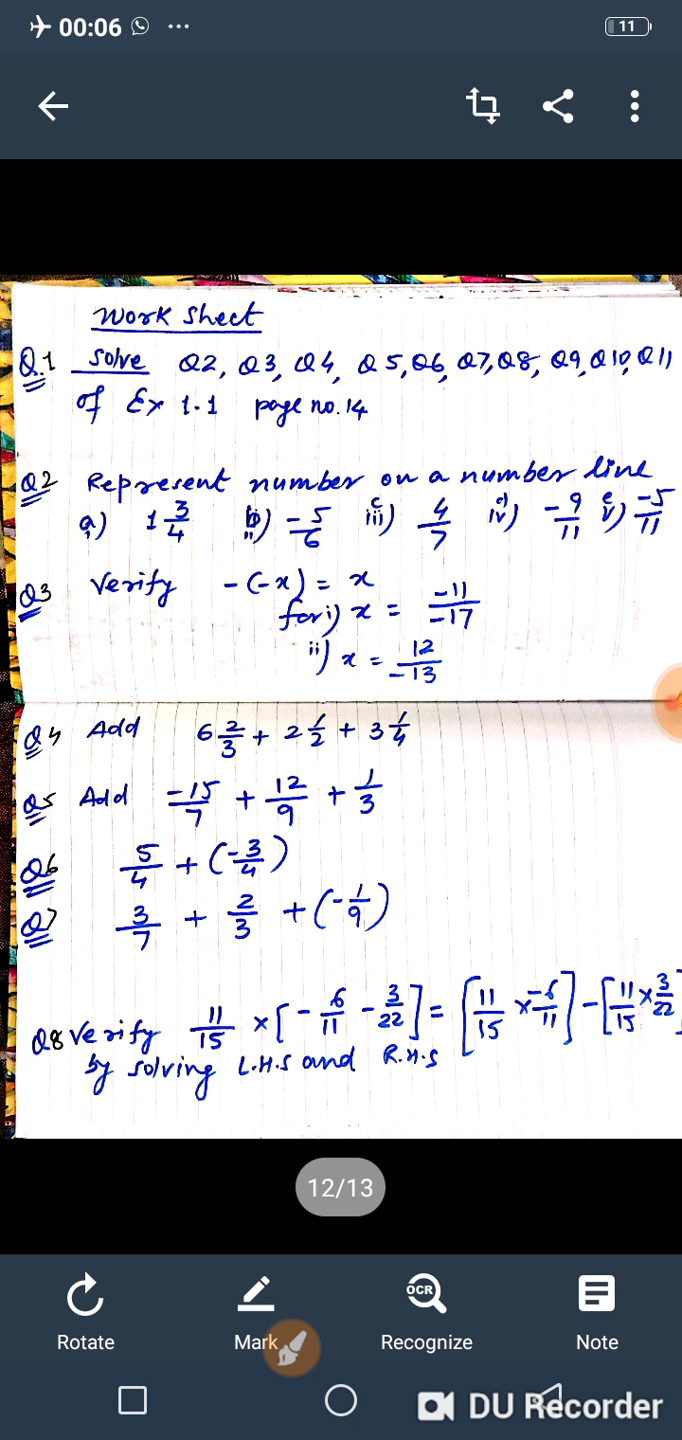 00:06 ... 11
Work Sheet
Q.1 Solve Q2, Q3, Q4, Q5, Q6, Q7, Q8, Q9, Q10, Q11
of Ex 1.1 page no. 14
Q2 Represent number on a number line
a) 1 3/4 b) -5/6 iii) c 4/7 iv) -9/11 v) e -5/11
Q3 Verify -(-x) = x
for i) x = -11/-17
ii) x = 12/-13
Q4 Add 6 2/3 + 2 1/2 + 3 1/4
Q5 Add -15/7 + 12/9 + 1/3
Q6 5/4 + (-3/4)
Q7 3/7 + 2/3 + (-1/9)
Q8 Verify 11/15 × [-6/11 - 3/22] = [11/15 × -6/11] - [11/15 × 3/22]
by solving L.H.S and R.H.S
12/13
Rotate Mark OCR Recognize Note
DU Recorder